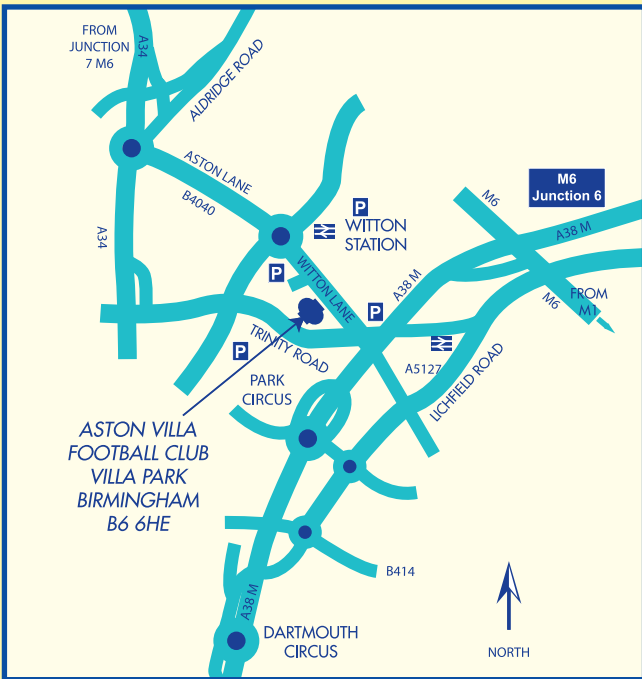 FROM
JUNCTION
7 M6
A34
ALDRIDGE ROAD
ASTON LANE
B4040
A34
P
WITTON
STATION
M6
Junction 6
M6
A38 M
M6
FROM
M1
P
WITTON LANE
A38 M
P
TRINITY ROAD
P
A5127
LICHFIELD ROAD
PARK
CIRCUS
ASTON VILLA
FOOTBALL CLUB
VILLA PARK
BIRMINGHAM
B6 6HE
B414
A38 M
DARTMOUTH
CIRCUS
NORTH